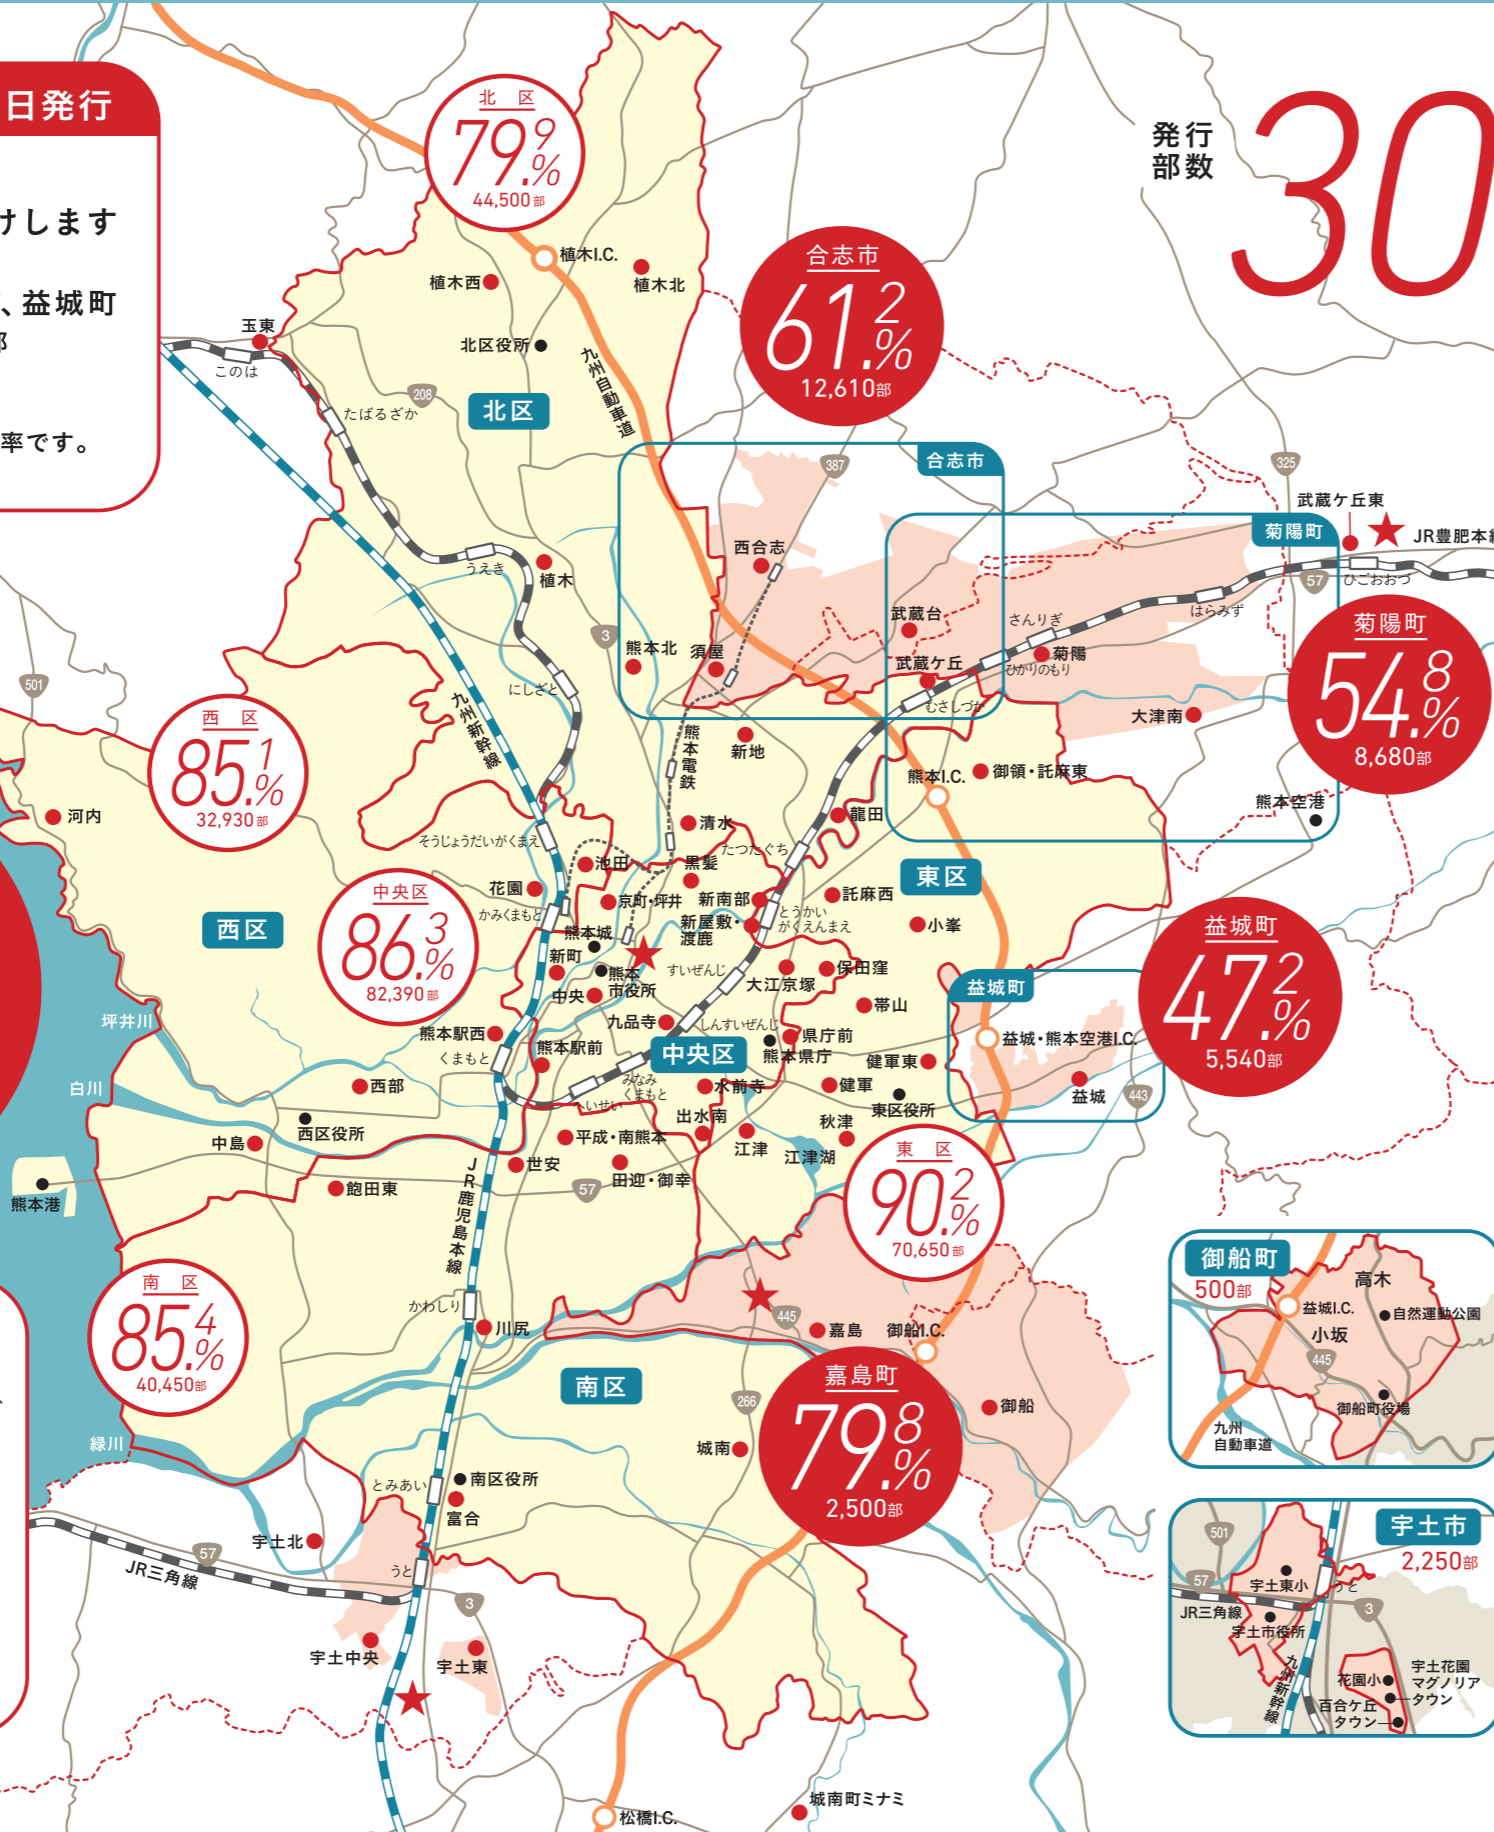 日発行
けします
、益城町
部
率です。
発行
部数
30
北 区
79.9%
44,500部
合志市
61.2%
12,610部
菊陽町
54.8%
8,680部
西 区
85.1%
32,930部
中央区
86.3%
82,390部
益城町
47.2%
5,540部
東 区
90.2%
70,650部
南 区
85.4%
40,450部
嘉島町
79.8%
2,500部
植木I.C.
植木西
植木北
北区役所
玉東
このは
208
たばるざか
北区
九州自動車道
387
合志市
325
武蔵ケ丘東
菊陽町
JR豊肥本線
57
ひごおおづ
はらみず
西合志
うえき
植木
3
武蔵台
さんりぎ
熊本北
須屋
武蔵ケ丘
菊陽
ひかりのもり
にしざと
むさしづか
大津南
501
九州新幹線
熊本電鉄
新地
熊本I.C.
御領・託麻東
熊本空港
河内
清水
龍田
そうじょうだいがくまえ
池田
黒髪
たつたぐち
東区
花園
京町・坪井
新南部
託麻西
かみくまもと
西区
熊本城
新屋敷・
渡鹿
とうかい
がくえんまえ
小峯
新町
熊本
市役所
すいぜんじ
大江京塚
保田窪
中央
益城町
帯山
坪井川
九品寺
しんすいぜんじ
県庁前
熊本県庁
益城・熊本空港I.C.
熊本駅西
くまもと
熊本駅前
中央区
健軍東
白川
西部
みなみ
くまもと
水前寺
健軍
益城
443
へいせい
東区役所
西区役所
出水南
秋津
中島
平成・南熊本
江津
江津湖
世安
田迎・御幸
57
熊本港
飽田東
JR鹿児島本線
御船町
500部
高木
益城I.C.
自然運動公園
小坂
445
御船町役場
九州
自動車道
かわしり
川尻
445
嘉島
御船I.C.
南区
266
御船
緑川
城南
とみあい
南区役所
富合
宇土北
57
JR三角線
うと
3
宇土中央
宇土東
宇土市
2,250部
501
57
宇土東小
うと
JR三角線
3
宇土市役所
九州新幹線
花園小
宇土花園
マグノリア
タウン
百合ケ丘
タウン
松橋I.C.
城南町ミナミ